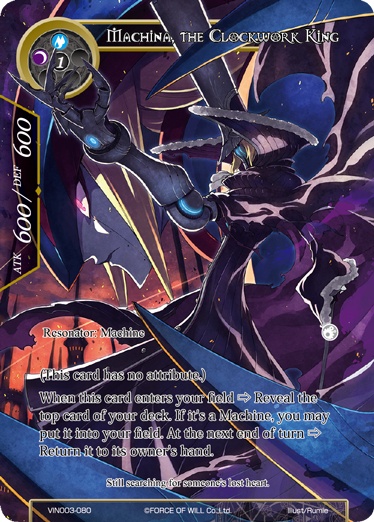 Machina, the Clockwork King
1
ATK 600 / DEF 600
Resonator: Machine
(This card has no attribute.)
When this card enters your field ⇨ Reveal the
top card of your deck. If it's a Machine, you may
put it into your field. At the next end of turn ⇨
Return it to its owner's hand.
Still searching for someone's lost heart.
VIN003-080 ©FORCE OF WILL Co.,Ltd. Illust/Rumie